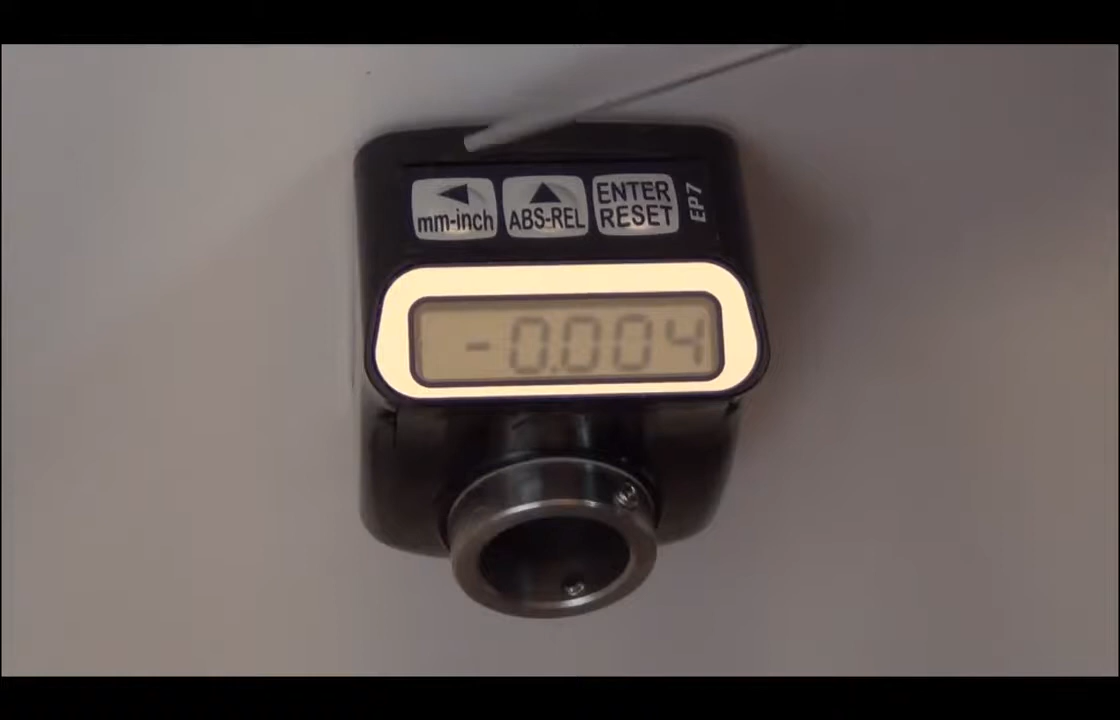 mm-inch
ABS-REL
ENTER
RESET
EP7
-0.004